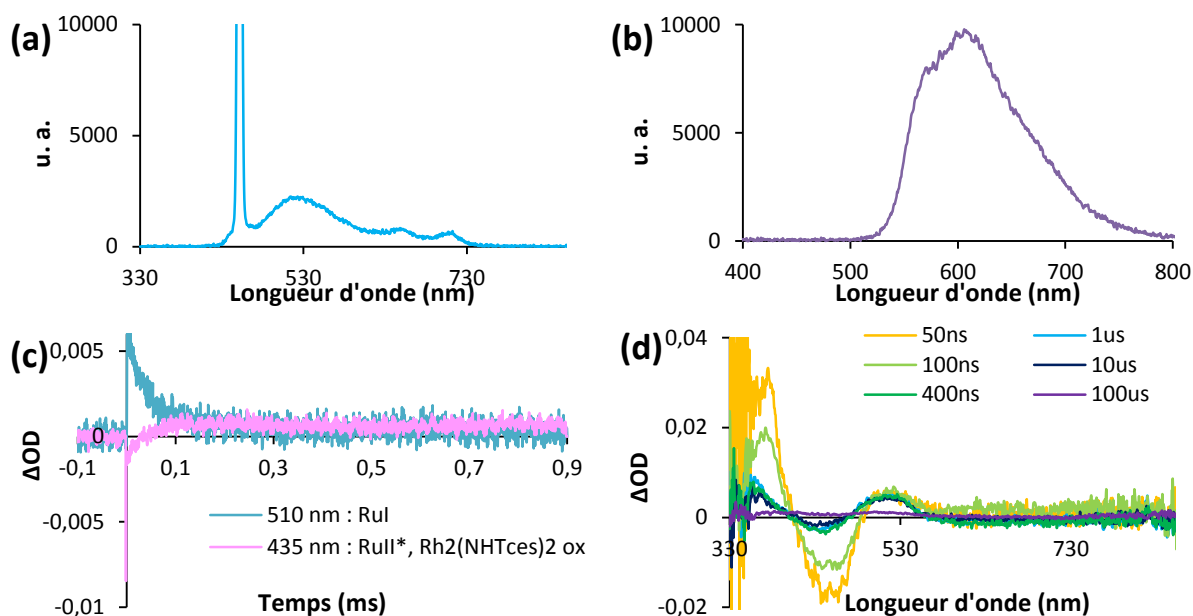 (a)
10000
5000
0
u. a.
330
530
730
Longueur d'onde (nm)
(b)
10000
5000
0
u. a.
400
500
600
700
800
Longueur d'onde (nm)
(c)
0,005
0
-0,005
-0,01
ΔOD
-0,1
0,1
0,3
0,5
0,7
0,9
510 nm : RuI
435 nm : RuII*, Rh2(NHTces)2 ox
Temps (ms)
(d)
0,04
0,02
0
-0,02
ΔOD
50ns
1us
100ns
10us
400ns
100us
330
530
730
Longueur d'onde (nm)